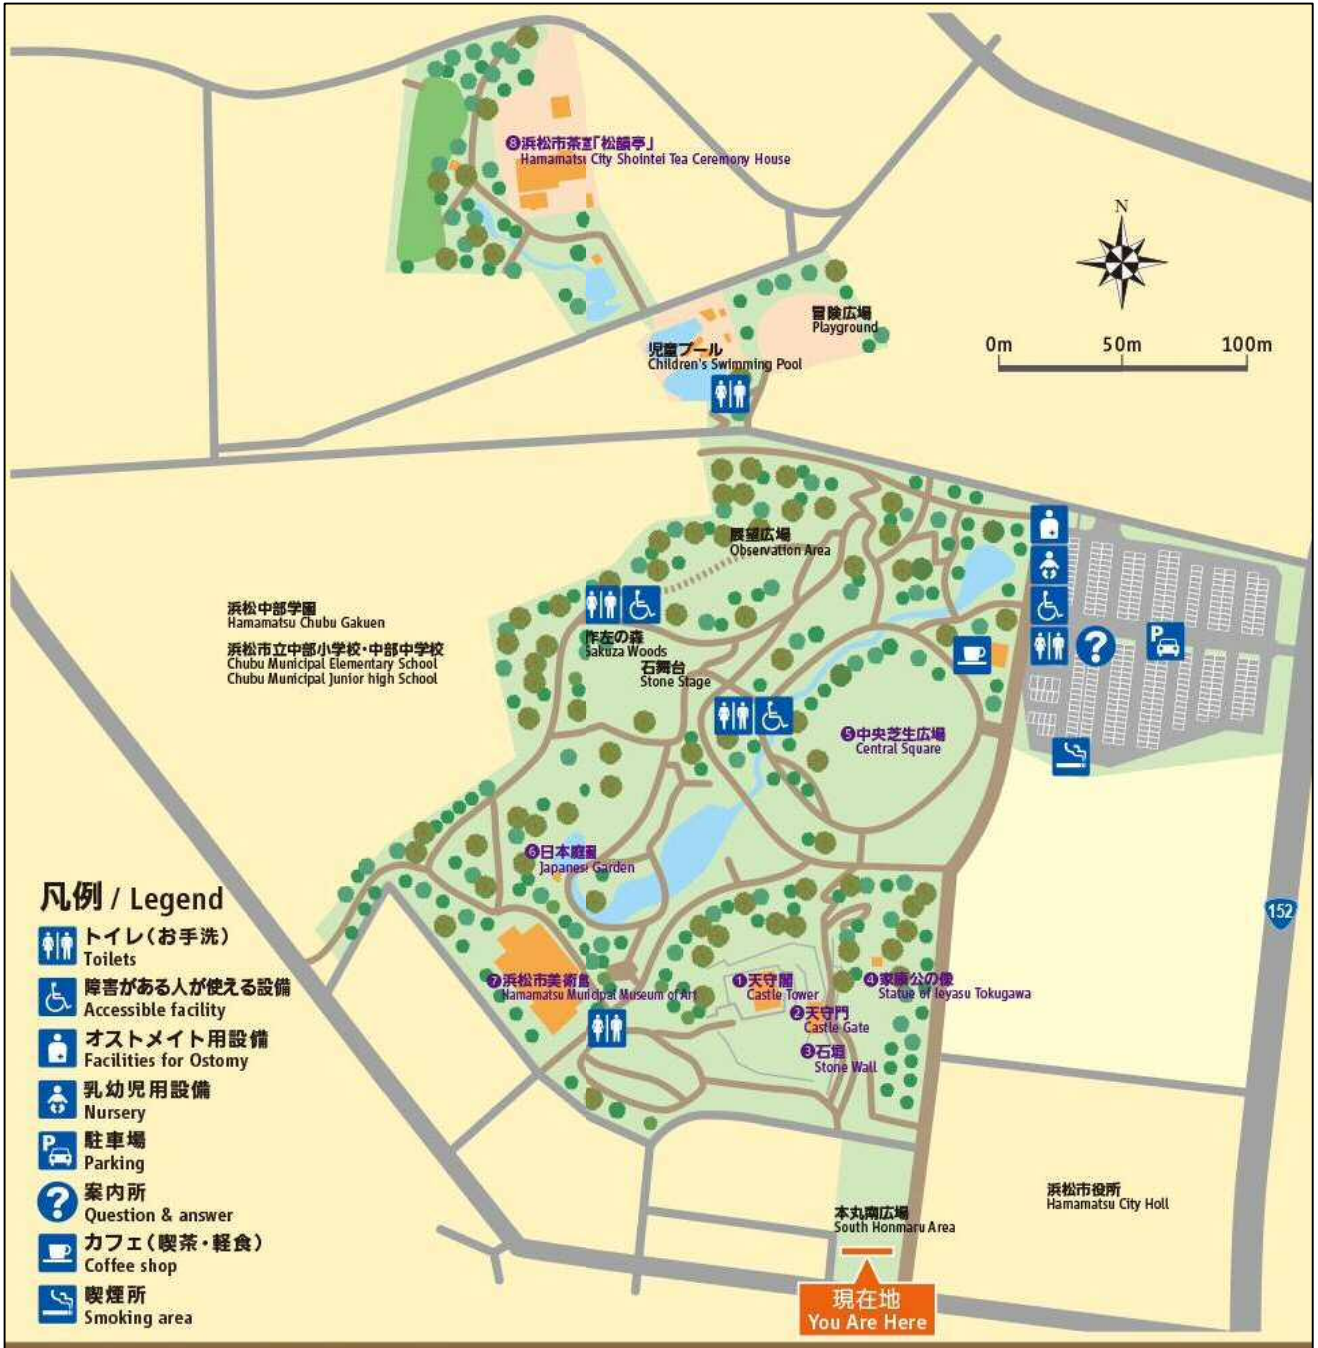 ❽浜松市茶室「松韻亭」
Hamamatsu City Shointei Tea Ceremony House
N
0m 50m 100m
冒険広場
Playground
児童プール
Children's Swimming Pool
展望広場
Observation Area
浜松中部学園
Hamamatsu Chubu Gakuen
浜松市立中部小学校・中部中学校
Chubu Municipal Elementary School
Chubu Municipal Junior high School
作左の森
Sakuza Woods
石舞台
Stone Stage
P
?
❺中央芝生広場
Central Square
❻日本庭園
Japanese Garden
152
❼浜松市美術館
Hamamatsu Municipal Museum of Art
❶天守閣
Castle Tower
❷天守門
Castle Gate
❸石垣
Stone Wall
❹家康公の像
Statue of Ieyasu Tokugawa
浜松市役所
Hamamatsu City Holl
本丸南広場
South Honmaru Area
現在地
You Are Here
凡例 / Legend
トイレ(お手洗)
Toilets
障害がある人が使える設備
Accessible facility
オストメイト用設備
Facilities for Ostomy
乳幼児用設備
Nursery
P
駐車場
Parking
?
案内所
Question & answer
カフェ(喫茶・軽食)
Coffee shop
喫煙所
Smoking area